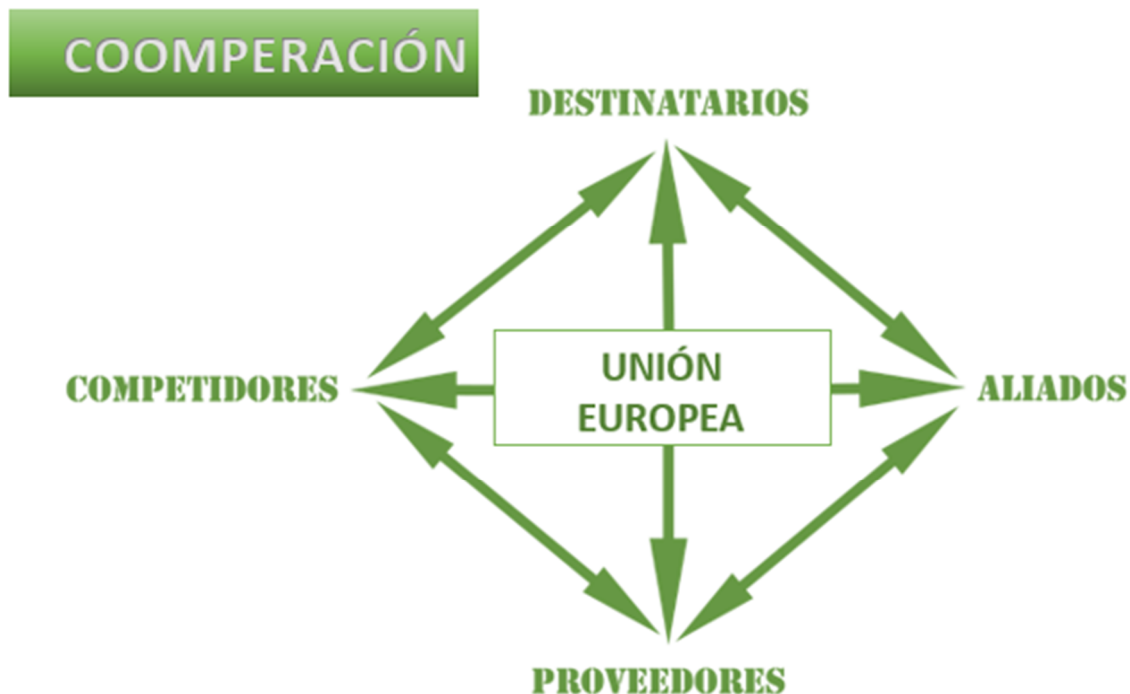 COOMPERACIÓN
DESTINATARIOS
COMPETIDORES
UNIÓN
EUROPEA
ALIADOS
PROVEEDORES